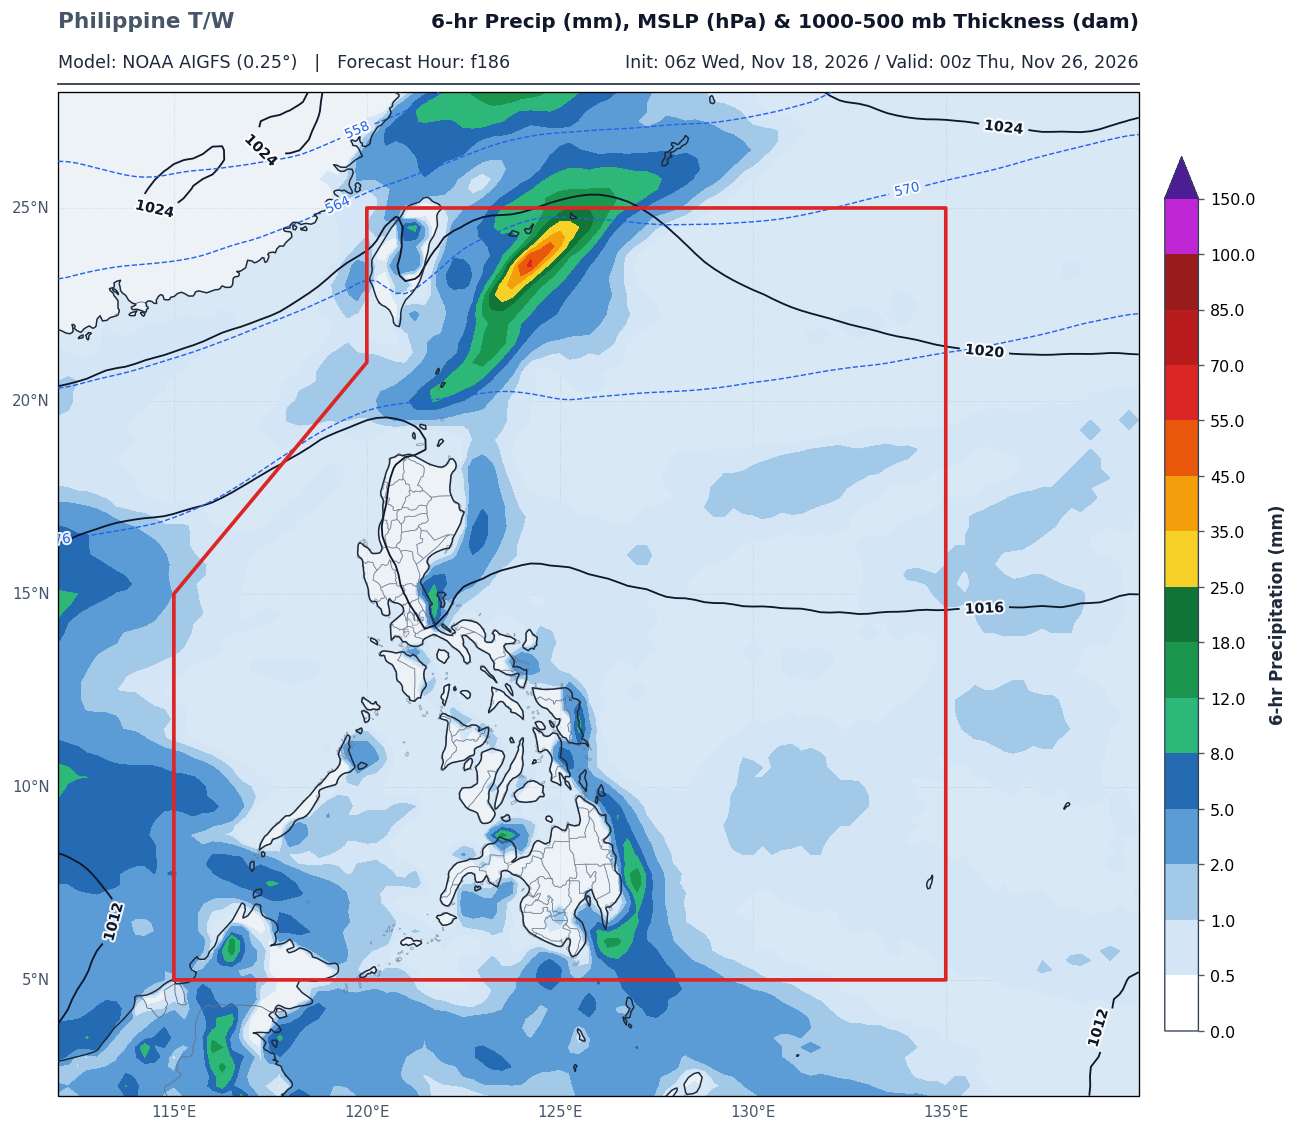 Philippine T/W
6-hr Precip (mm), MSLP (hPa) & 1000-500 mb Thickness (dam)
Model: NOAA AIGFS (0.25°) | Forecast Hour: f186
Init: 06z Wed, Nov 18, 2026 / Valid: 00z Thu, Nov 26, 2026
558
1024
1024
1024
564
570
1020
76
1016
1012
1012
25°N
20°N
15°N
10°N
5°N
115°E
120°E
125°E
130°E
135°E
150.0
100.0
85.0
70.0
55.0
45.0
35.0
25.0
18.0
12.0
8.0
5.0
2.0
1.0
0.5
0.0
6-hr Precipitation (mm)